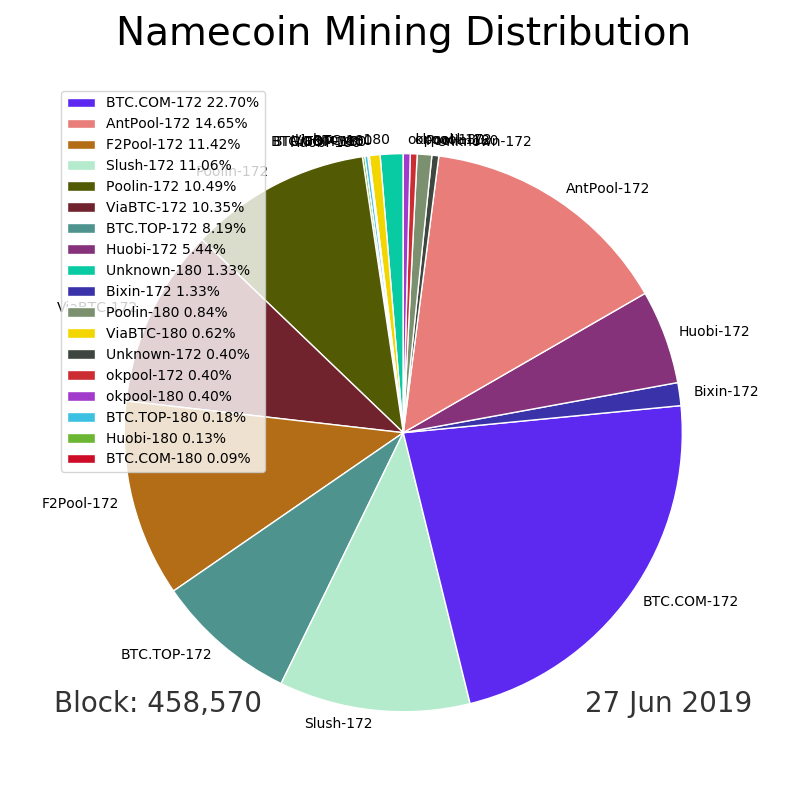 Namecoin Mining Distribution
BTC.COM-172 22.70%
AntPool-172 14.65%
F2Pool-172 11.42%
Slush-172 11.06%
Poolin-172 10.49%
ViaBTC-172 10.35%
BTC.TOP-172 8.19%
Huobi-172 5.44%
Unknown-180 1.33%
Bixin-172 1.33%
Poolin-180 0.84%
ViaBTC-180 0.62%
Unknown-172 0.40%
okpool-172 0.40%
okpool-180 0.40%
BTC.TOP-180 0.18%
Huobi-180 0.13%
BTC.COM-180 0.09%
Unknown-172
AntPool-172
Poolin-172
ViaBTC-172
Huobi-172
Bixin-172
F2Pool-172
BTC.COM-172
BTC.TOP-172
Slush-172
Block: 458,570
27 Jun 2019